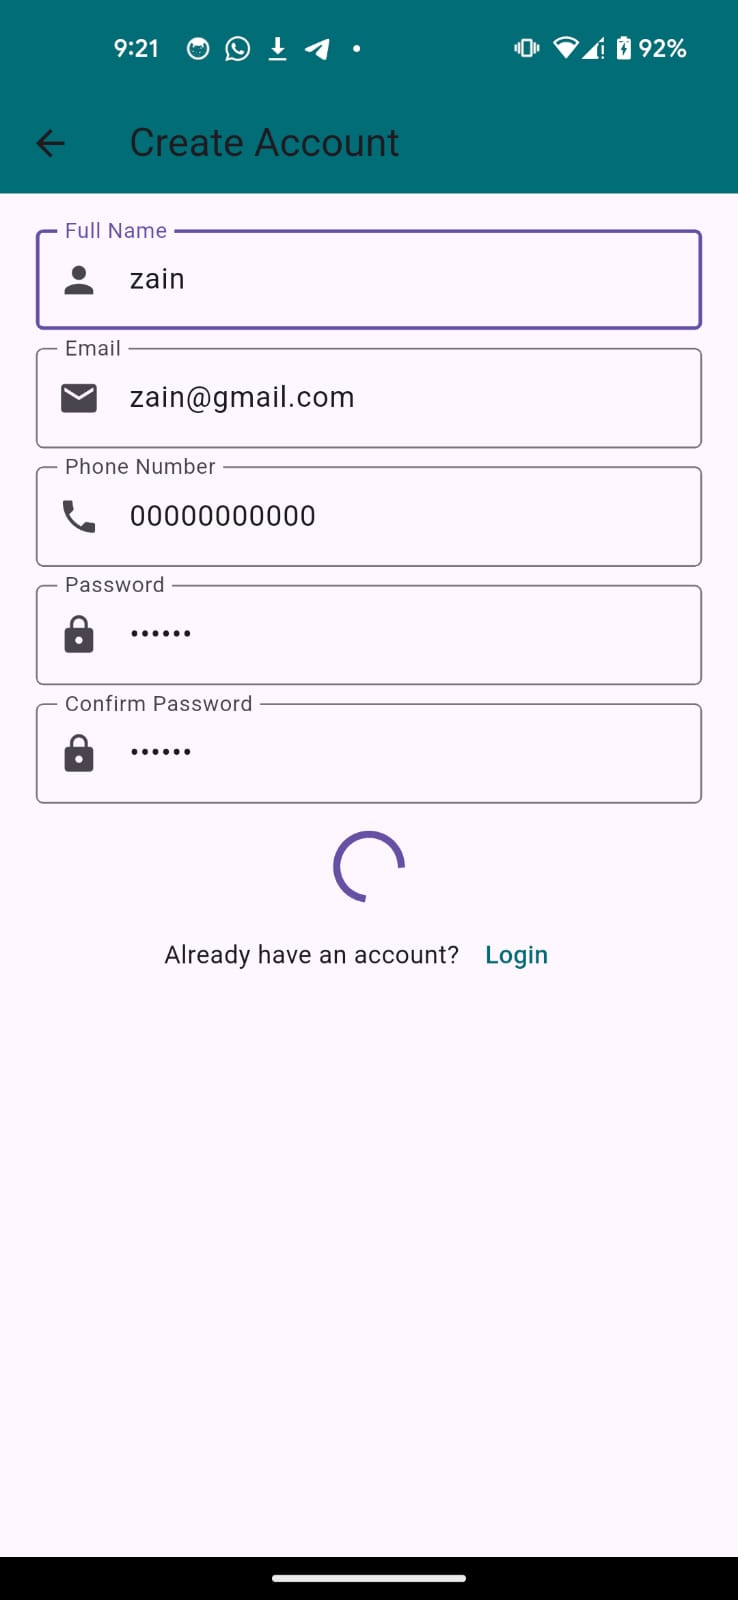 9:21 92%
Create Account
Full Name
zain
Email
zain@gmail.com
Phone Number
00000000000
Password
••••••
Confirm Password
••••••
Already have an account? Login